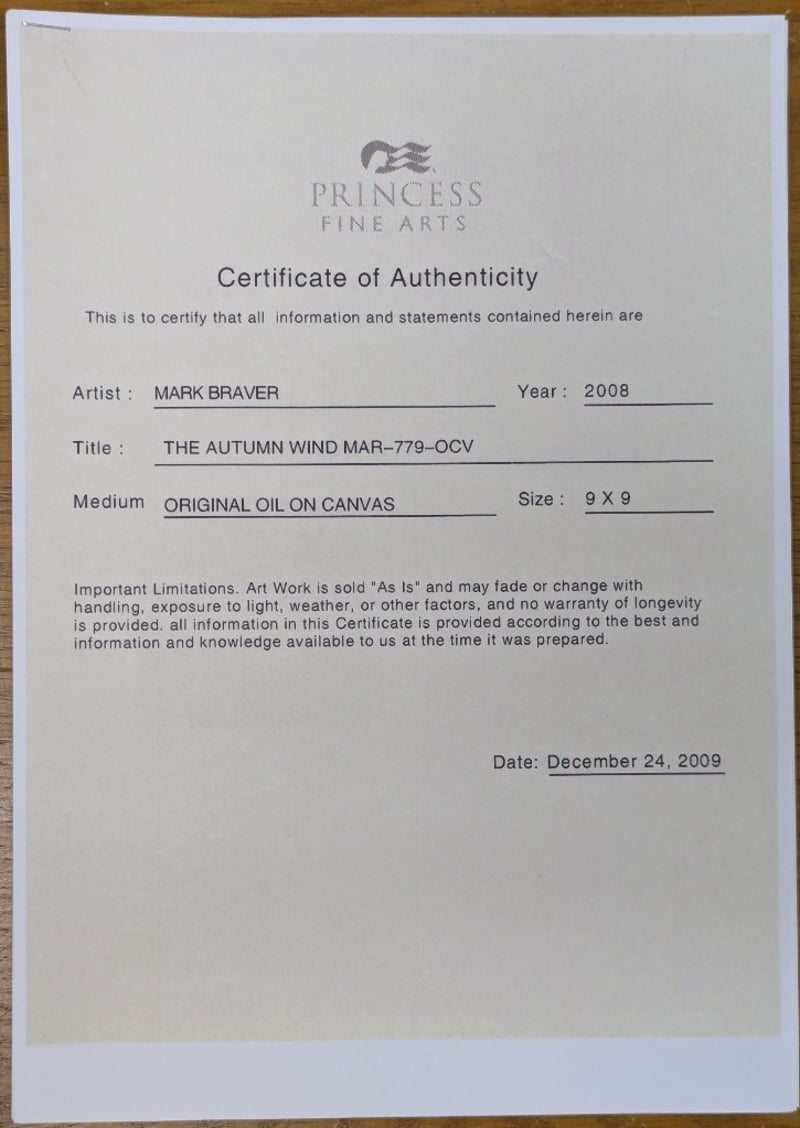 PRINCESS
FINE ARTS
Certificate of Authenticity
This is to certify that all information and statements contained herein are
Artist : MARK BRAVER Year : 2008
Title : THE AUTUMN WIND MAR-779-OCV
Medium ORIGINAL OIL ON CANVAS Size : 9 X 9
Important Limitations. Art Work is sold "As Is" and may fade or change with
handling, exposure to light, weather, or other factors, and no warranty of longevity
is provided. all information in this Certificate is provided according to the best and
information and knowledge available to us at the time it was prepared.
Date: December 24, 2009